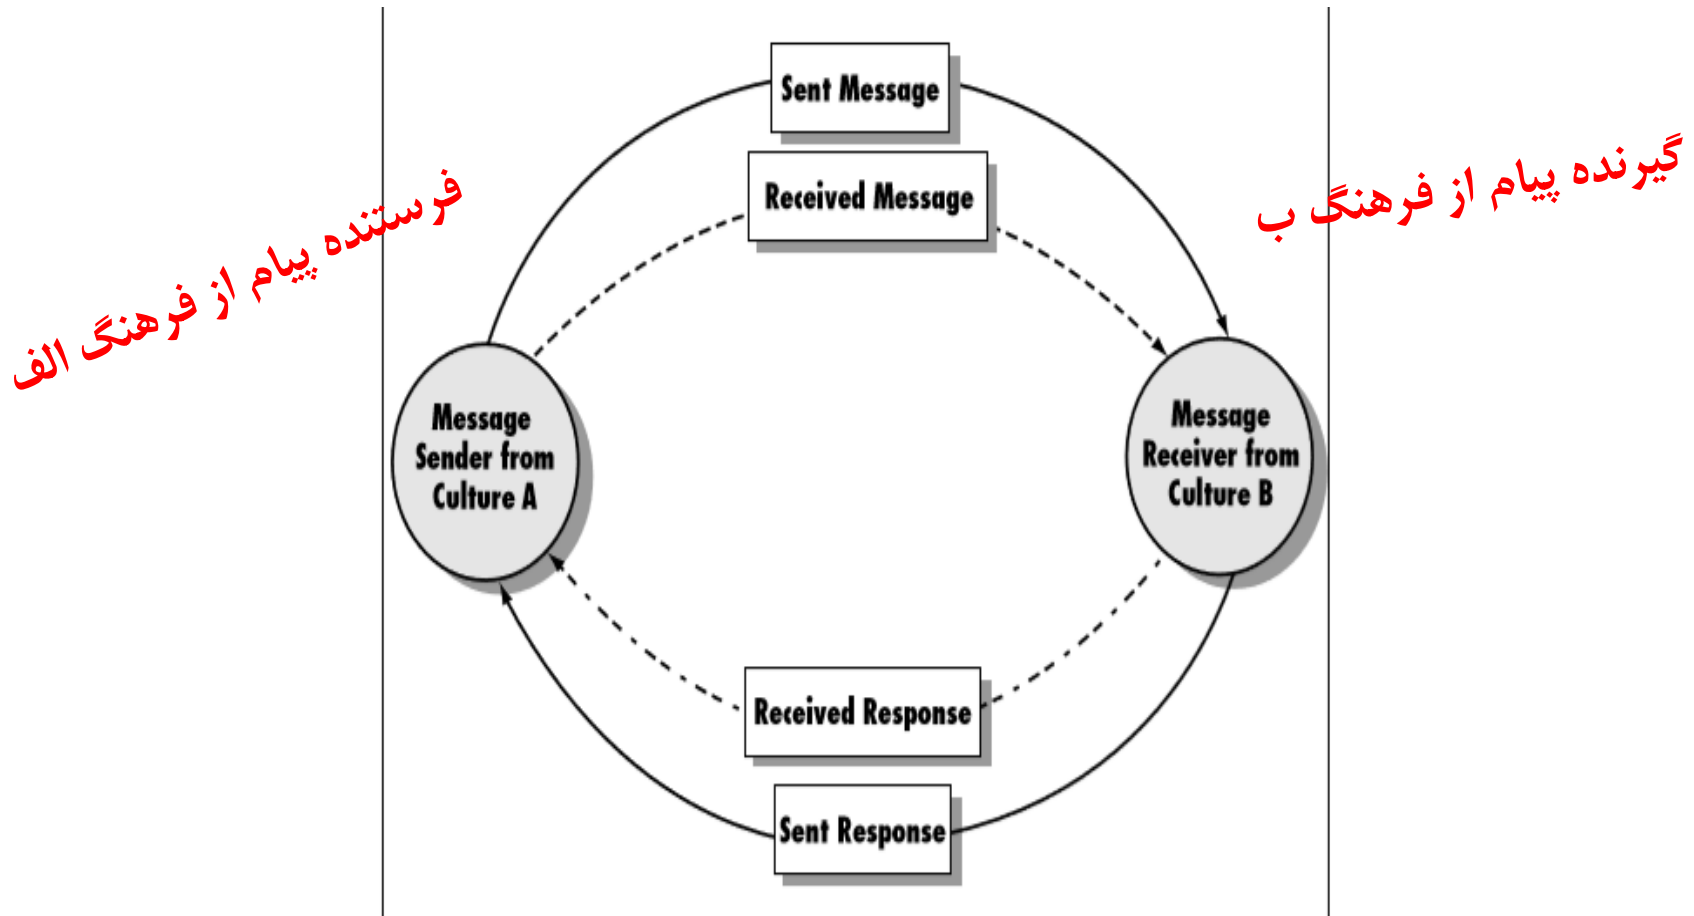 Sent Message
Received Message
گیرنده پیام از فرهنگ ب
فرستنده پیام از فرهنگ الف
Message
Sender from
Culture A
Message
Receiver from
Culture B
Received Response
Sent Response